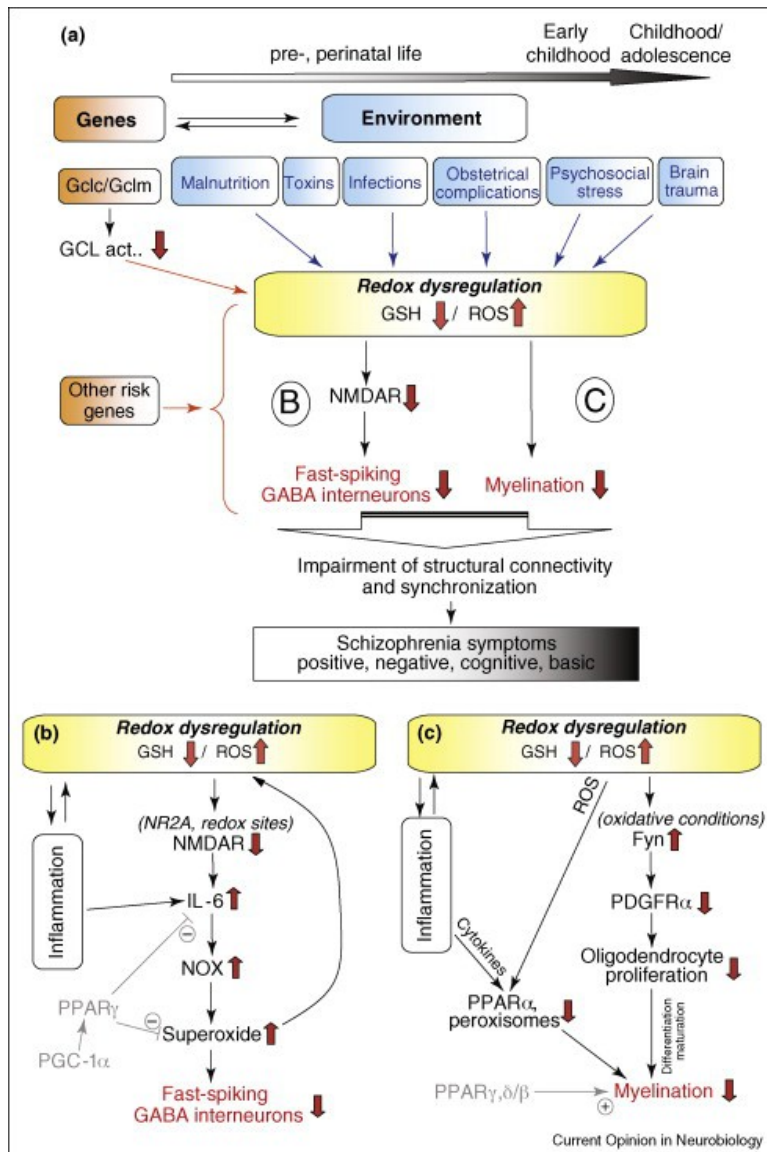 (a)
pre-, perinatal life
Early
childhood
Childhood/
adolescence
Genes
Environment
Gclc/Gclm
Malnutrition
Toxins
Infections
Obstetrical
complications
Psychosocial
stress
Brain
trauma
GCL act..
Redox dysregulation
GSH / ROS
Other risk
genes
B
NMDAR
C
Fast-spiking
GABA interneurons
Myelination
Impairment of structural connectivity
and synchronization
Schizophrenia symptoms
positive, negative, cognitive, basic
(b)
Redox dysregulation
GSH / ROS
Inflammation
(NR2A, redox sites)
NMDAR
IL-6
NOX
PPARγ
Superoxide
PGC-1α
Fast-spiking
GABA interneurons
(c)
Redox dysregulation
GSH / ROS
Inflammation
ROS
(oxidative conditions)
Fyn
PDGFRα
Cytokines
Oligodendrocyte
proliferation
PPARα,
peroxisomes
Differentiation
maturation
PPARγ,δ/β
Myelination
Current Opinion in Neurobiology